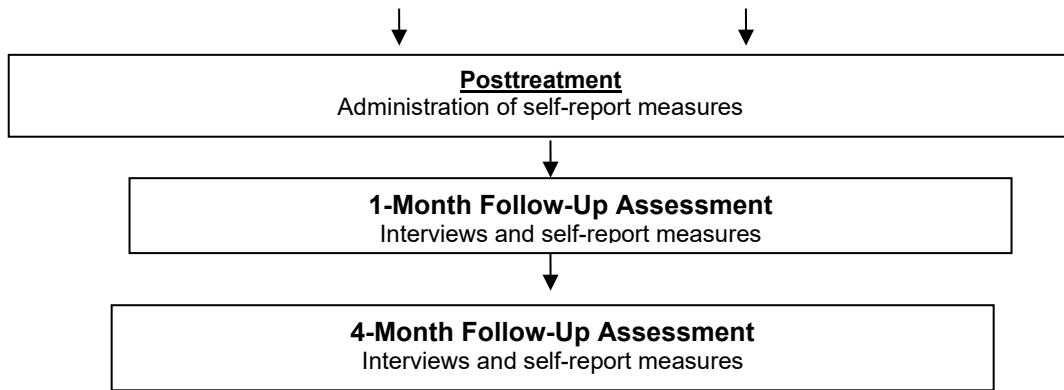 Posttreatment
Administration of self-report measures
1-Month Follow-Up Assessment
Interviews and self-report measures
4-Month Follow-Up Assessment
Interviews and self-report measures